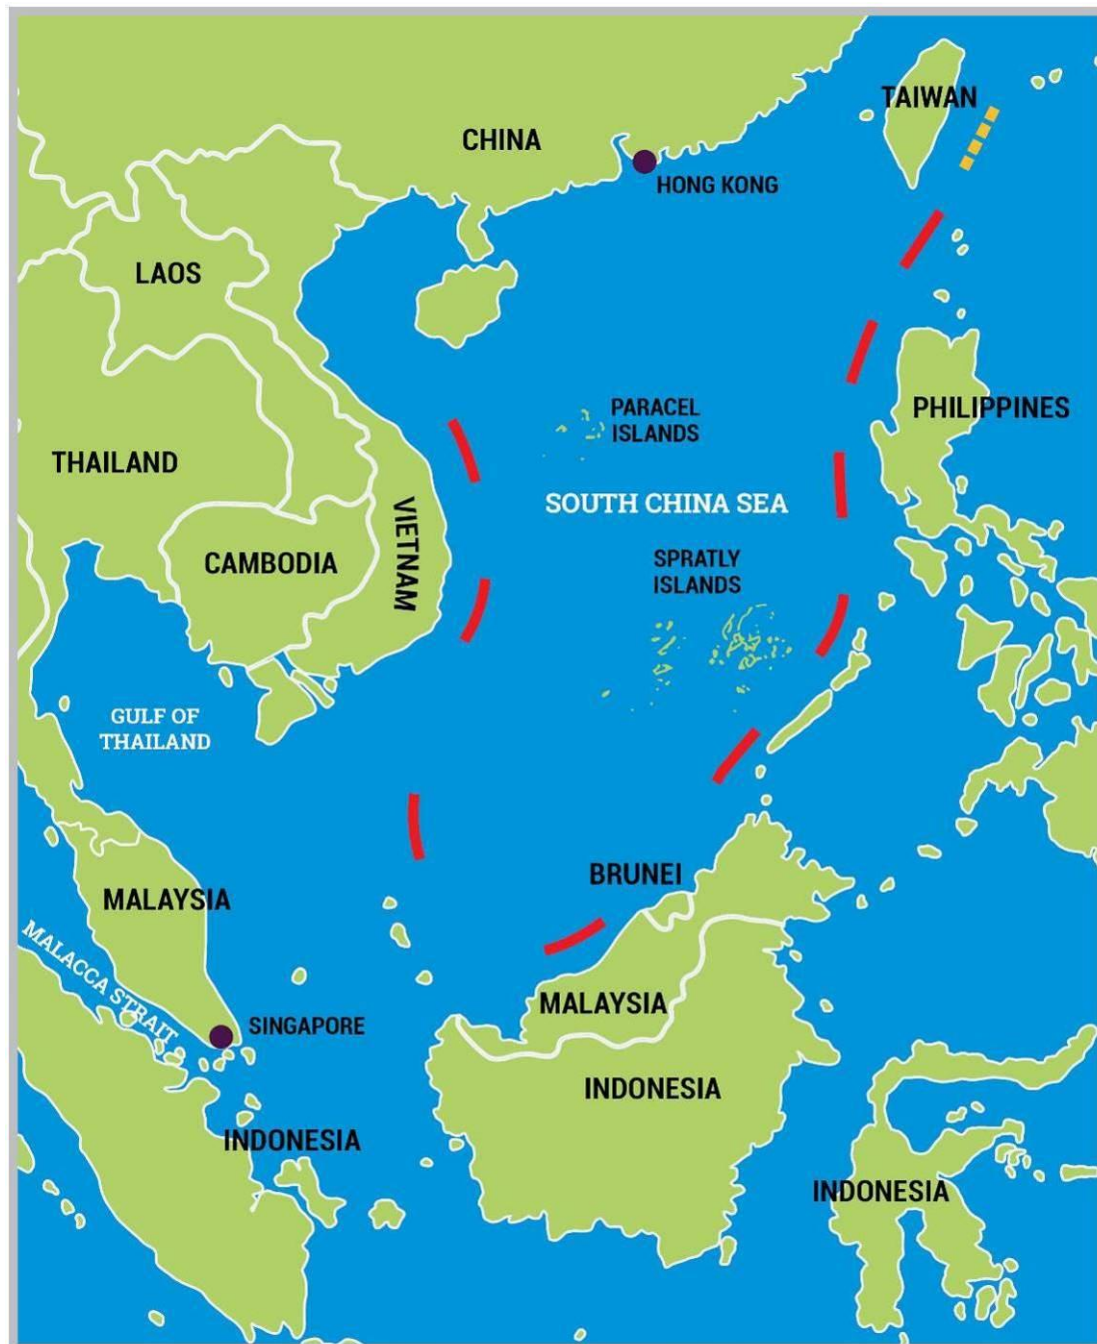 TAIWAN
CHINA
HONG KONG
LAOS
PARACEL
ISLANDS
PHILIPPINES
THAILAND
SOUTH CHINA SEA
VIETNAM
CAMBODIA
SPRATLY
ISLANDS
GULF OF
THAILAND
BRUNEI
MALAYSIA
MALACCA STRAIT
MALAYSIA
SINGAPORE
INDONESIA
INDONESIA
INDONESIA